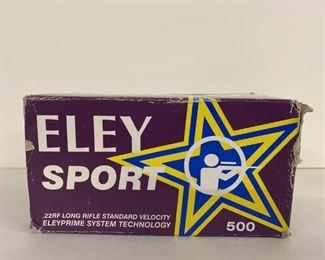 ELEY
SPORT
.22RF LONG RIFLE STANDARD VELOCITY
ELEYPRIME SYSTEM TECHNOLOGY
500